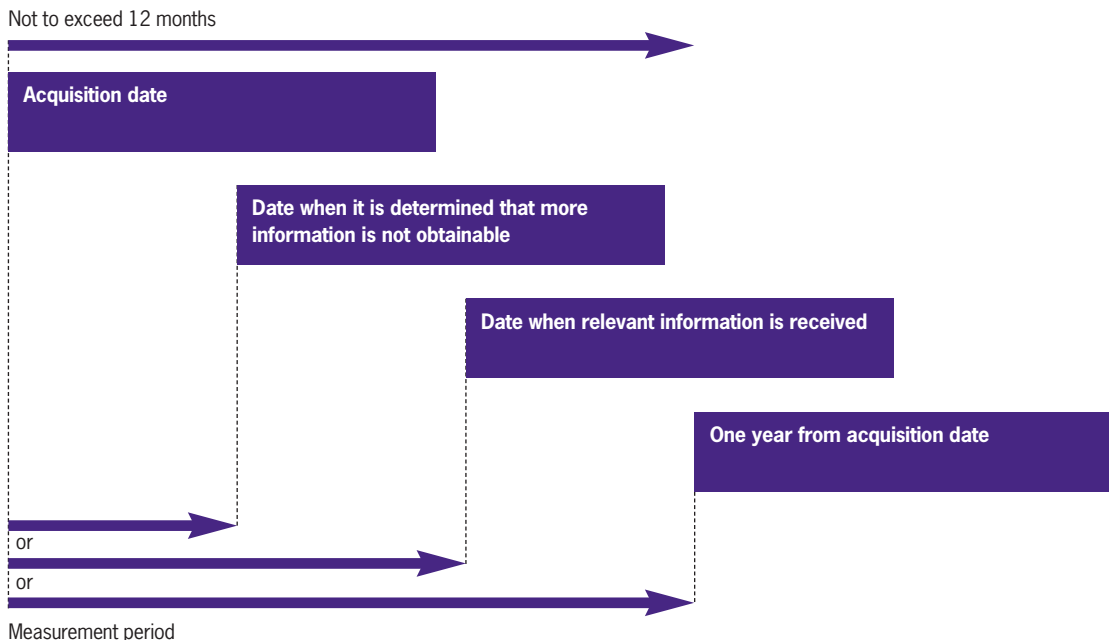 Not to exceed 12 months
Acquisition date
Date when it is determined that more
information is not obtainable
Date when relevant information is received
One year from acquisition date
or
or
Measurement period